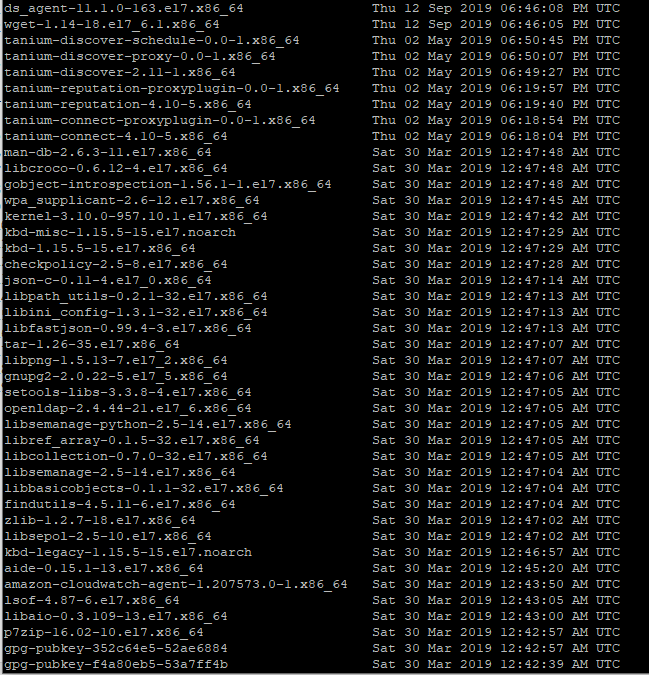 ds_agent-11.1.0-163.el7.x86_64 Thu 12 Sep 2019 06:46:08 PM UTC
wget-1.14-18.el7_6.1.x86_64 Thu 12 Sep 2019 06:46:05 PM UTC
tanium-discover-schedule-0.0-1.x86_64 Thu 02 May 2019 06:50:45 PM UTC
tanium-discover-proxy-0.0-1.x86_64 Thu 02 May 2019 06:50:07 PM UTC
tanium-discover-2.11-1.x86_64 Thu 02 May 2019 06:49:27 PM UTC
tanium-reputation-proxyplugin-0.0-1.x86_64 Thu 02 May 2019 06:19:57 PM UTC
tanium-reputation-4.10-5.x86_64 Thu 02 May 2019 06:19:40 PM UTC
tanium-connect-proxyplugin-0.0-1.x86_64 Thu 02 May 2019 06:18:54 PM UTC
tanium-connect-4.10-5.x86_64 Thu 02 May 2019 06:18:04 PM UTC
man-db-2.6.3-11.el7.x86_64 Sat 30 Mar 2019 12:47:48 AM UTC
libcroco-0.6.12-4.el7.x86_64 Sat 30 Mar 2019 12:47:48 AM UTC
gobject-introspection-1.56.1-1.el7.x86_64 Sat 30 Mar 2019 12:47:48 AM UTC
wpa_supplicant-2.6-12.el7.x86_64 Sat 30 Mar 2019 12:47:45 AM UTC
kernel-3.10.0-957.10.1.el7.x86_64 Sat 30 Mar 2019 12:47:42 AM UTC
kbd-misc-1.15.5-15.el7.noarch Sat 30 Mar 2019 12:47:29 AM UTC
kbd-1.15.5-15.el7.x86_64 Sat 30 Mar 2019 12:47:29 AM UTC
checkpolicy-2.5-8.el7.x86_64 Sat 30 Mar 2019 12:47:28 AM UTC
json-c-0.11-4.el7_0.x86_64 Sat 30 Mar 2019 12:47:14 AM UTC
libpath_utils-0.2.1-32.el7.x86_64 Sat 30 Mar 2019 12:47:13 AM UTC
libini_config-1.3.1-32.el7.x86_64 Sat 30 Mar 2019 12:47:13 AM UTC
libfastjson-0.99.4-3.el7.x86_64 Sat 30 Mar 2019 12:47:13 AM UTC
tar-1.26-35.el7.x86_64 Sat 30 Mar 2019 12:47:07 AM UTC
libpng-1.5.13-7.el7_2.x86_64 Sat 30 Mar 2019 12:47:07 AM UTC
gnupg2-2.0.22-5.el7_5.x86_64 Sat 30 Mar 2019 12:47:06 AM UTC
setools-libs-3.3.8-4.el7.x86_64 Sat 30 Mar 2019 12:47:05 AM UTC
openldap-2.4.44-21.el7_6.x86_64 Sat 30 Mar 2019 12:47:05 AM UTC
libsemanage-python-2.5-14.el7.x86_64 Sat 30 Mar 2019 12:47:05 AM UTC
libref_array-0.1.5-32.el7.x86_64 Sat 30 Mar 2019 12:47:05 AM UTC
libcollection-0.7.0-32.el7.x86_64 Sat 30 Mar 2019 12:47:05 AM UTC
libsemanage-2.5-14.el7.x86_64 Sat 30 Mar 2019 12:47:04 AM UTC
libbasicobjects-0.1.1-32.el7.x86_64 Sat 30 Mar 2019 12:47:04 AM UTC
findutils-4.5.11-6.el7.x86_64 Sat 30 Mar 2019 12:47:04 AM UTC
zlib-1.2.7-18.el7.x86_64 Sat 30 Mar 2019 12:47:02 AM UTC
libsepol-2.5-10.el7.x86_64 Sat 30 Mar 2019 12:47:02 AM UTC
kbd-legacy-1.15.5-15.el7.noarch Sat 30 Mar 2019 12:46:57 AM UTC
aide-0.15.1-13.el7.x86_64 Sat 30 Mar 2019 12:45:20 AM UTC
amazon-cloudwatch-agent-1.207573.0-1.x86_64 Sat 30 Mar 2019 12:43:50 AM UTC
lsof-4.87-6.el7.x86_64 Sat 30 Mar 2019 12:43:05 AM UTC
libaio-0.3.109-13.el7.x86_64 Sat 30 Mar 2019 12:43:00 AM UTC
p7zip-16.02-10.el7.x86_64 Sat 30 Mar 2019 12:42:57 AM UTC
gpg-pubkey-352c64e5-52ae6884 Sat 30 Mar 2019 12:42:57 AM UTC
gpg-pubkey-f4a80eb5-53a7ff4b Sat 30 Mar 2019 12:42:39 AM UTC